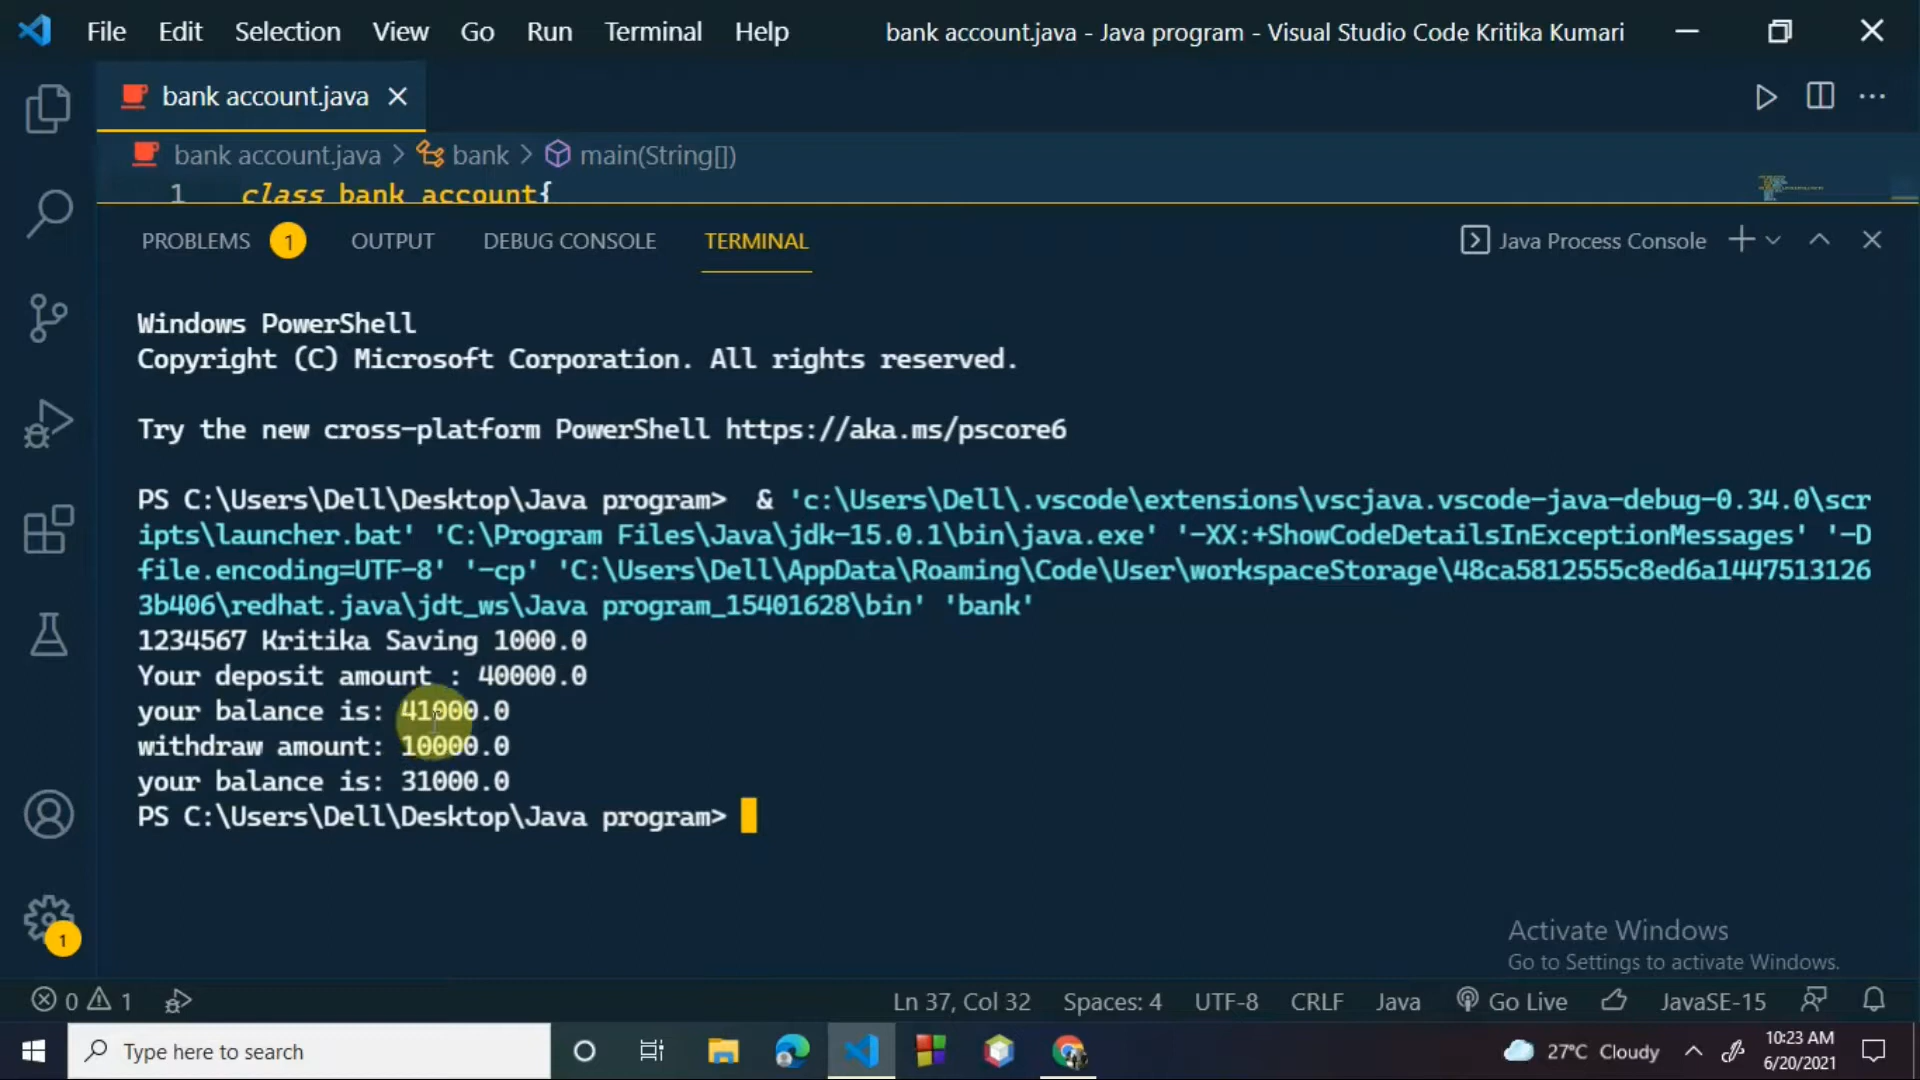 File Edit Selection View Go Run Terminal Help bank account.java - Java program - Visual Studio Code Kritika Kumari
bank account.java
bank account.java > bank > main(String[])
1 class bank account{
PROBLEMS 1 OUTPUT DEBUG CONSOLE TERMINAL Java Process Console
Windows PowerShell
Copyright (C) Microsoft Corporation. All rights reserved.
Try the new cross-platform PowerShell https://aka.ms/pscore6
PS C:\Users\Dell\Desktop\Java program>  & 'c:\Users\Dell\.vscode\extensions\vscjava.vscode-java-debug-0.34.0\scr
ipts\launcher.bat' 'C:\Program Files\Java\jdk-15.0.1\bin\java.exe' '-XX:+ShowCodeDetailsInExceptionMessages' '-D
file.encoding=UTF-8' '-cp' 'C:\Users\Dell\AppData\Roaming\Code\User\workspaceStorage\48ca5812555c8ed6a1447513126
3b406\redhat.java\jdt_ws\Java program_15401628\bin' 'bank'
1234567 Kritika Saving 1000.0
Your deposit amount : 40000.0
your balance is: 41000.0
withdraw amount: 10000.0
your balance is: 31000.0
PS C:\Users\Dell\Desktop\Java program>
1
Activate Windows
Go to Settings to activate Windows.
0 1 Ln 37, Col 32 Spaces: 4 UTF-8 CRLF Java Go Live JavaSE-15
Type here to search 27°C Cloudy 10:23 AM
6/20/2021